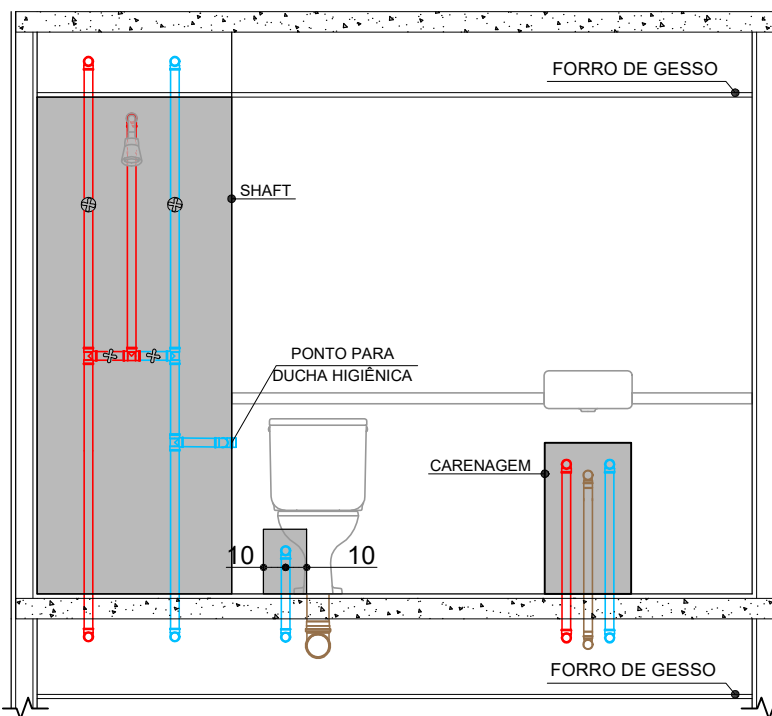 FORRO DE GESSO
SHAFT
PONTO PARA
DUCHA HIGIÊNICA
CARENAGEM
10
10
FORRO DE GESSO